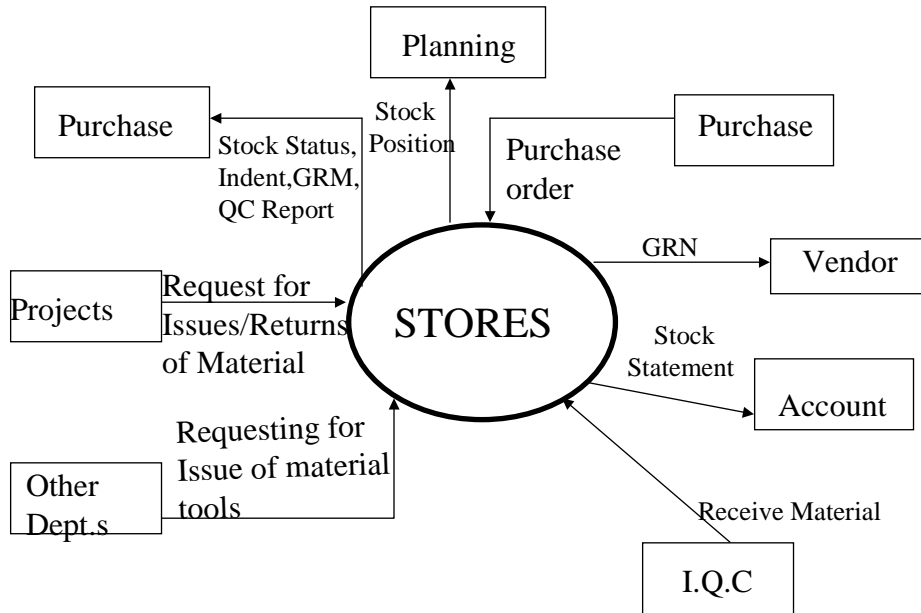 Planning
Purchase
Stock
Position
Purchase
Stock Status,
Indent,GRM,
QC Report
Purchase
order
GRN
Vendor
Projects
Request for
Issues/Returns
of Material
STORES
Stock
Statement
Account
Requesting for
Issue of material
tools
Other
Dept.s
Receive Material
I.Q.C